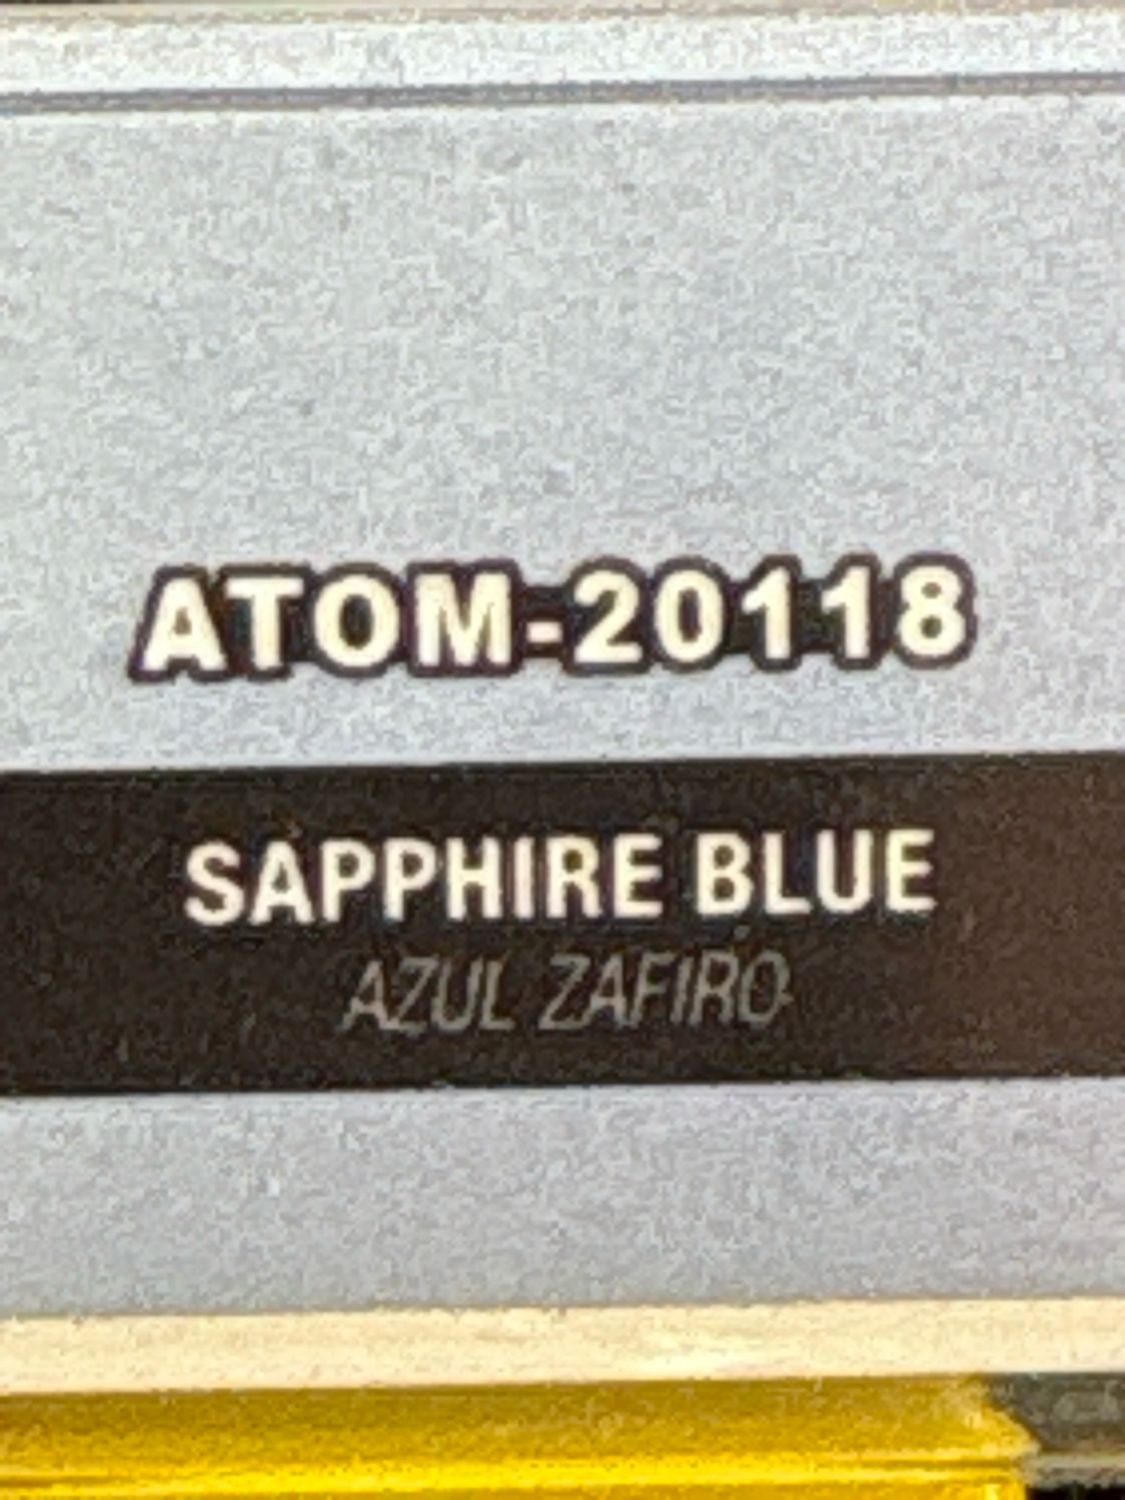 ATOM-20118
SAPPHIRE BLUE
AZUL ZAFIRO